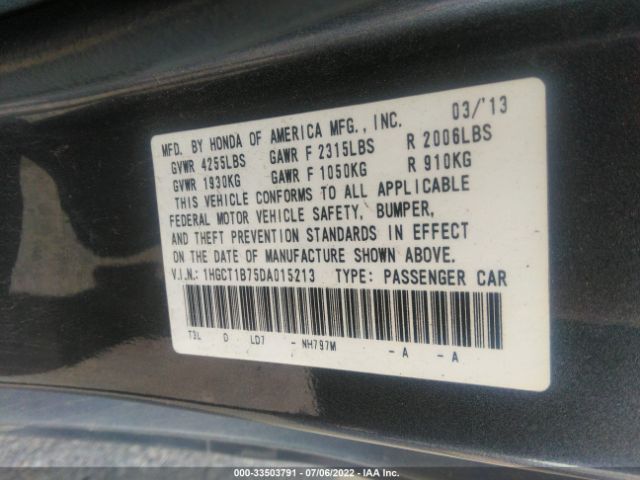 MFD. BY HONDA OF AMERICA MFG., INC. 03/'13
GVWR 4255LBS GAWR F 2315LBS R 2006LBS
GVWR 1930KG GAWR F 1050KG R 910KG
THIS VEHICLE CONFORMS TO ALL APPLICABLE
FEDERAL MOTOR VEHICLE SAFETY, BUMPER,
AND THEFT PREVENTION STANDARDS IN EFFECT
ON THE DATE OF MANUFACTURE SHOWN ABOVE.
V.I.N.: 1HGCT1B75DA015213 TYPE: PASSENGER CAR
T3L D LD7 - NH797M - A - A
000-33503791 - 07/06/2022 - IAA Inc.